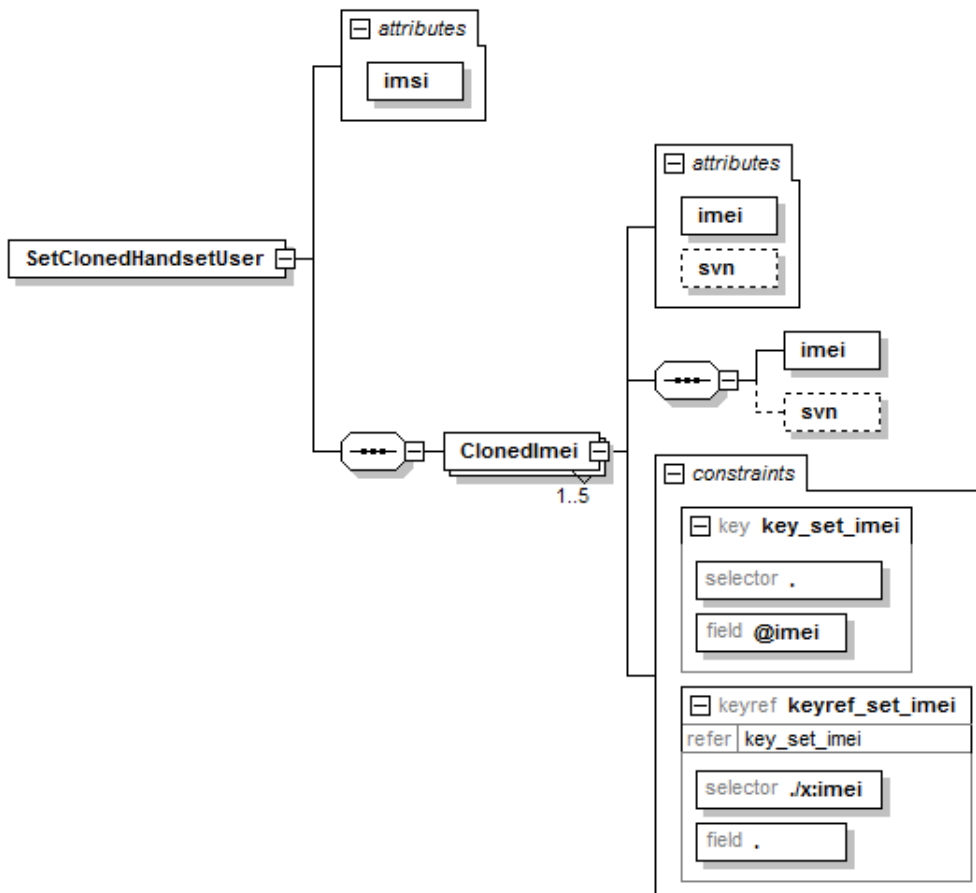 attributes
imsi
SetClonedHandsetUser
ClonedImei
1..5
attributes
imei
svn
imei
svn
constraints
key key_set_imei
selector .
field @imei
keyref keyref_set_imei
refer key_set_imei
selector ./x:imei
field .